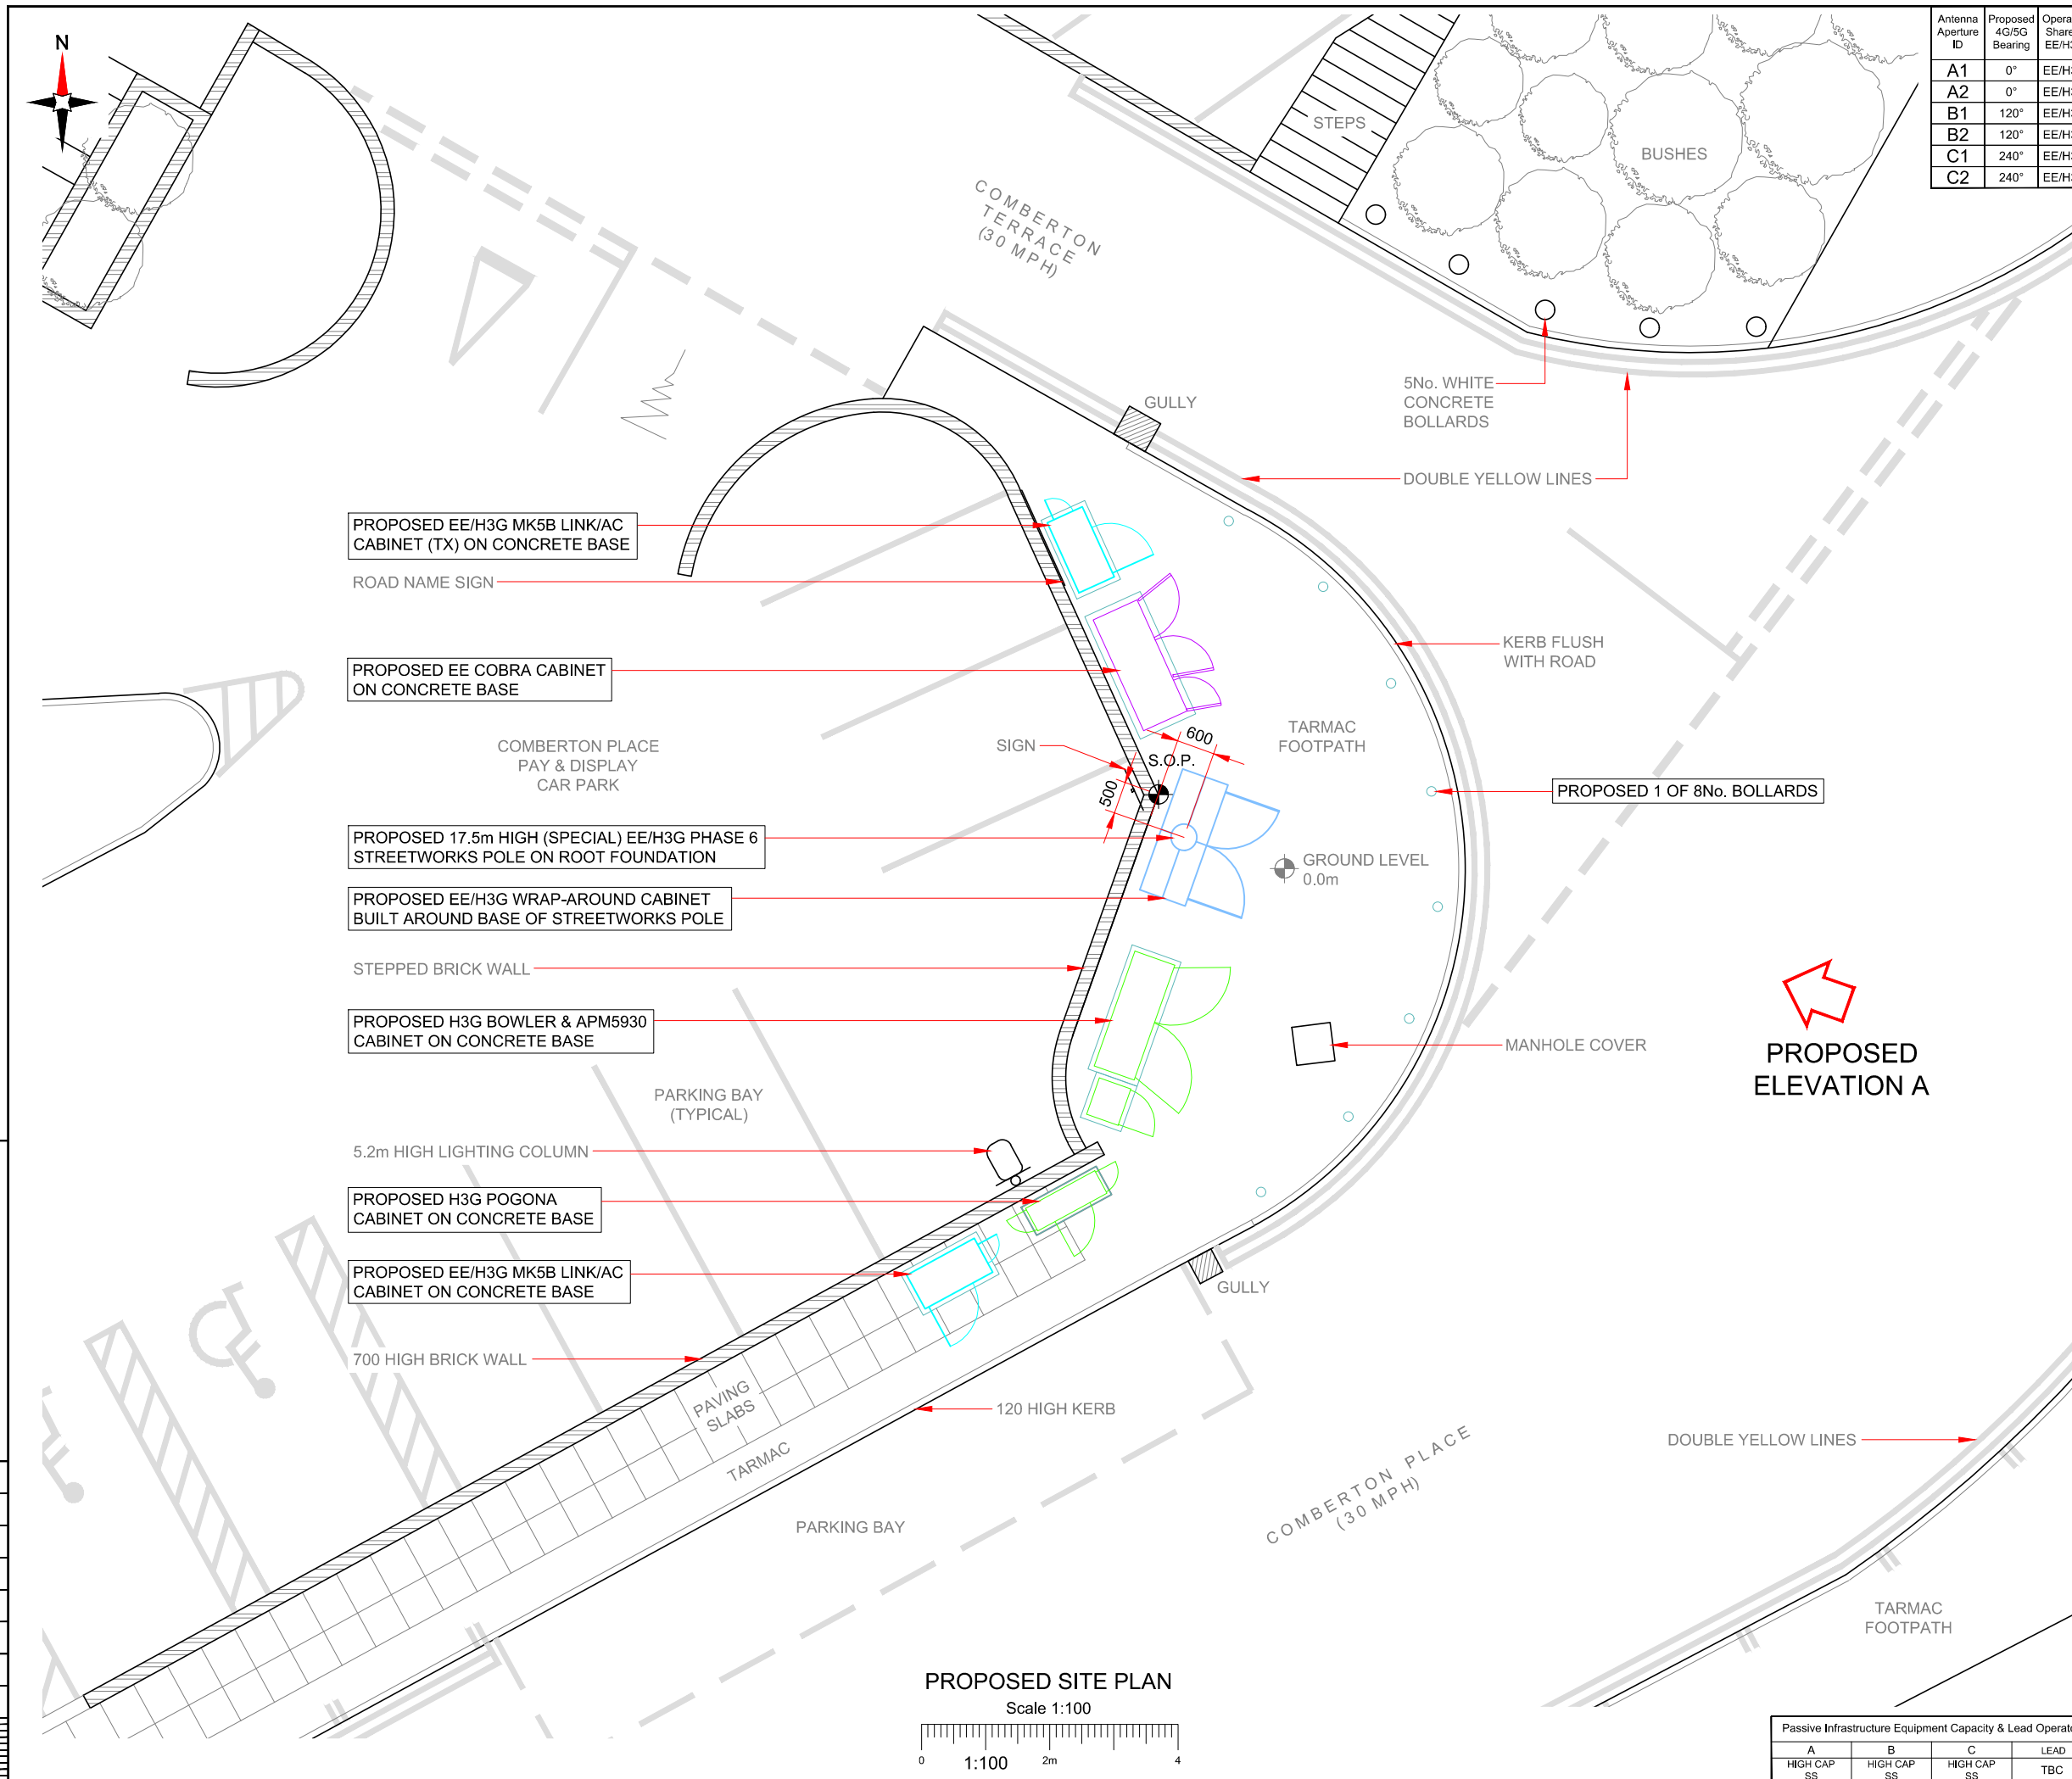 N
Antenna Aperture ID
Proposed 4G/5G Bearing
A1 0°
A2 0°
B1 120°
B2 120°
C1 240°
C2 240°
STEPS
BUSHES
COMBERTON
TERRACE
(30 MPH)
5No. WHITE
CONCRETE
BOLLARDS
GULLY
DOUBLE YELLOW LINES
PROPOSED EE/H3G MK5B LINK/AC
CABINET (TX) ON CONCRETE BASE
ROAD NAME SIGN
KERB FLUSH
WITH ROAD
PROPOSED EE COBRA CABINET
ON CONCRETE BASE
TARMAC
FOOTPATH
COMBERTON PLACE
PAY & DISPLAY
CAR PARK
SIGN
600
S.O.P.
500
PROPOSED 1 OF 8No. BOLLARDS
PROPOSED 17.5m HIGH (SPECIAL) EE/H3G PHASE 6
STREETWORKS POLE ON ROOT FOUNDATION
GROUND LEVEL
0.0m
PROPOSED EE/H3G WRAP-AROUND CABINET
BUILT AROUND BASE OF STREETWORKS POLE
STEPPED BRICK WALL
PROPOSED H3G BOWLER & APM5930
CABINET ON CONCRETE BASE
MANHOLE COVER
PROPOSED
ELEVATION A
PARKING BAY
(TYPICAL)
5.2m HIGH LIGHTING COLUMN
PROPOSED H3G POGONA
CABINET ON CONCRETE BASE
PROPOSED EE/H3G MK5B LINK/AC
CABINET ON CONCRETE BASE
GULLY
700 HIGH BRICK WALL
PAVING
SLABS
120 HIGH KERB
TARMAC
DOUBLE YELLOW LINES
COMBERTON PLACE
(30 MPH)
PARKING BAY
TARMAC
FOOTPATH
PROPOSED SITE PLAN
Scale 1:100
0 2m 4
1:100
Passive Infrastructure Equipment Capacity & Lead
A B C LEAD
HIGH CAP HIGH CAP HIGH CAP TBC
SS SS SS